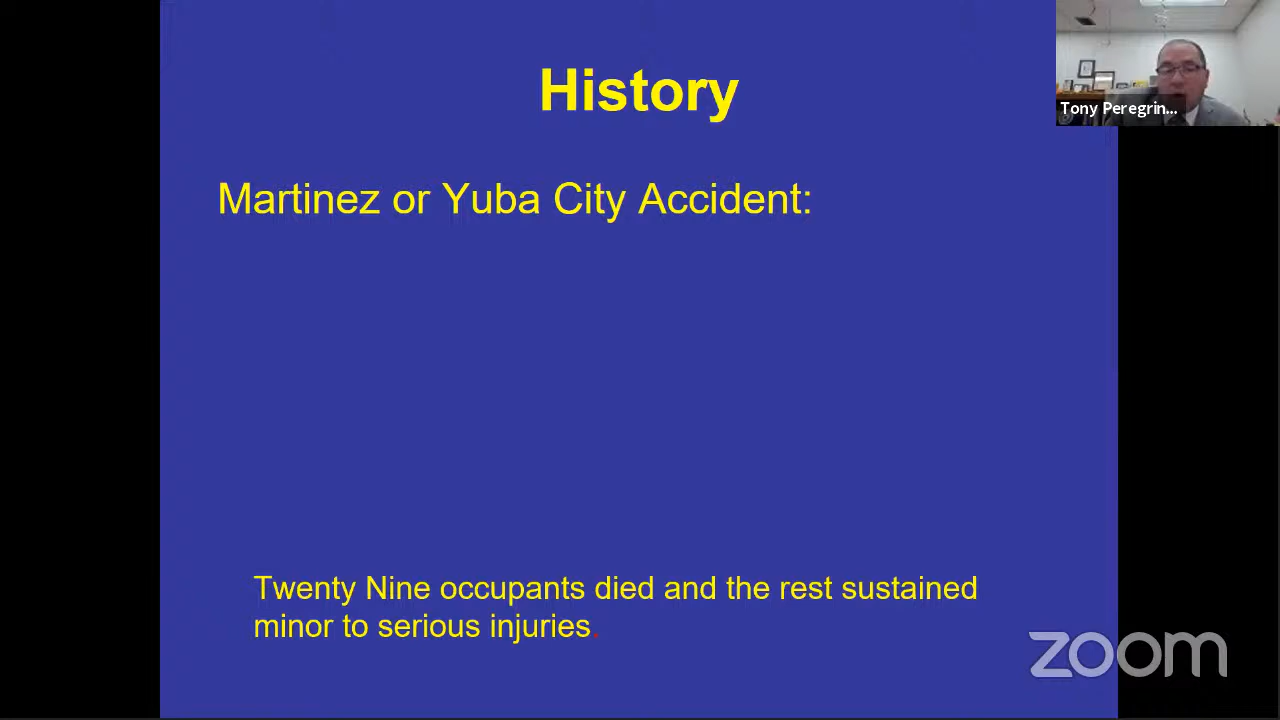 History
Tony Peregrin...
Martinez or Yuba City Accident:
Twenty Nine occupants died and the rest sustained
minor to serious injuries.
zoom